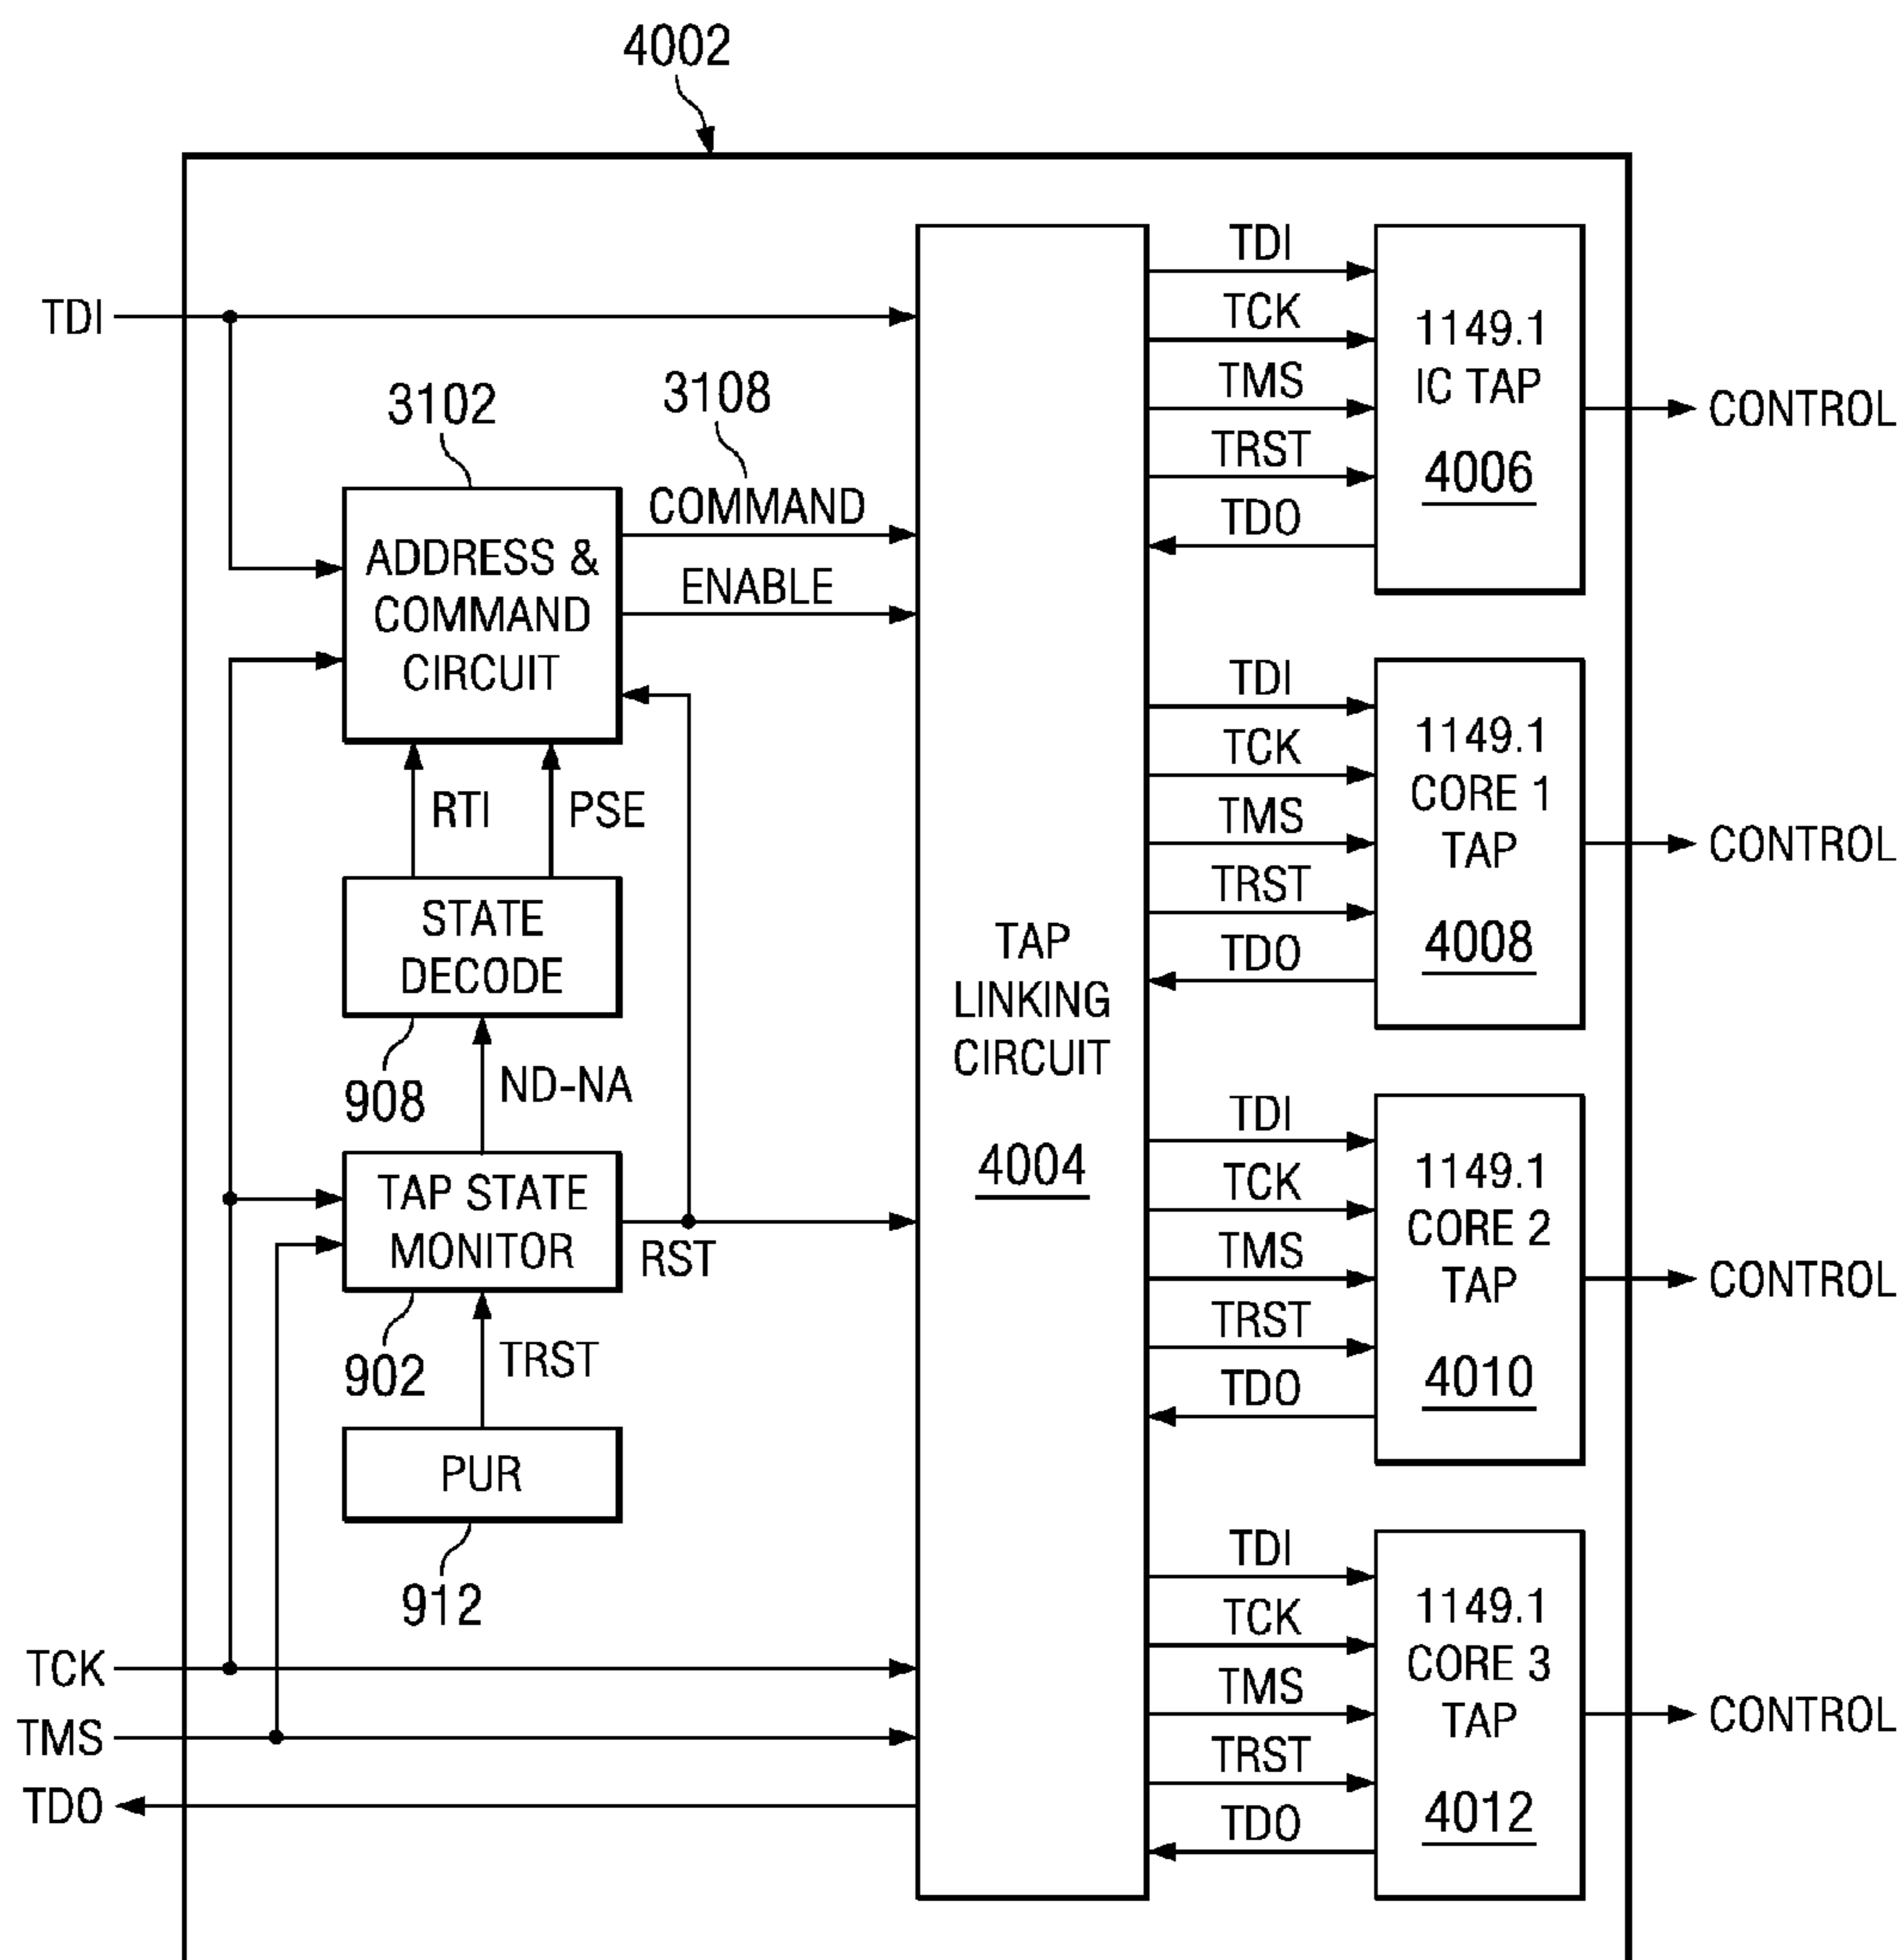 4002
TDI
3102
3108
ADDRESS &
COMMAND
CIRCUIT
COMMAND
ENABLE
RTI
PSE
STATE
DECODE
908
ND-NA
TAP STATE
MONITOR
RST
902
TRST
PUR
912
TCK
TMS
TDO
TAP
LINKING
CIRCUIT
4004
TDI
TCK
TMS
TRST
TDO
1149.1
IC TAP
4006
CONTROL
TDI
TCK
TMS
TRST
TDO
1149.1
CORE 1
TAP
4008
CONTROL
TDI
TCK
TMS
TRST
TDO
1149.1
CORE 2
TAP
4010
CONTROL
TDI
TCK
TMS
TRST
TDO
1149.1
CORE 3
TAP
4012
CONTROL